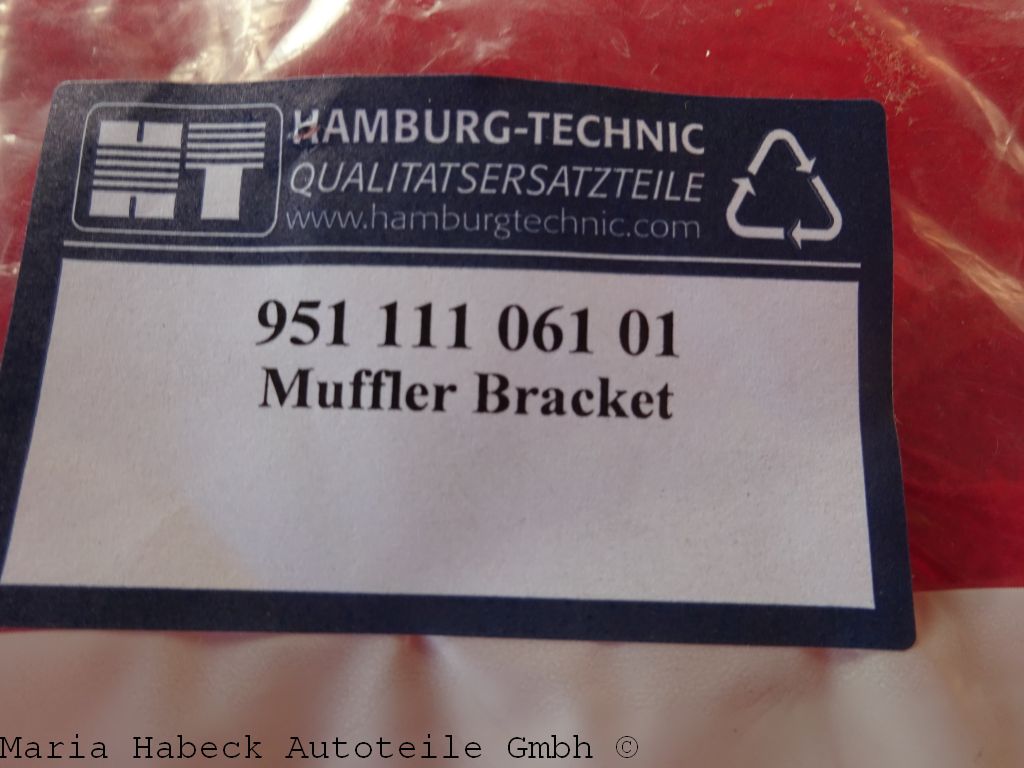 HT
HAMBURG-TECHNIC
QUALITATSERSATZTEILE
www.hamburgtechnic.com
951 111 061 01
Muffler Bracket
Maria Habeck Autoteile Gmbh ©